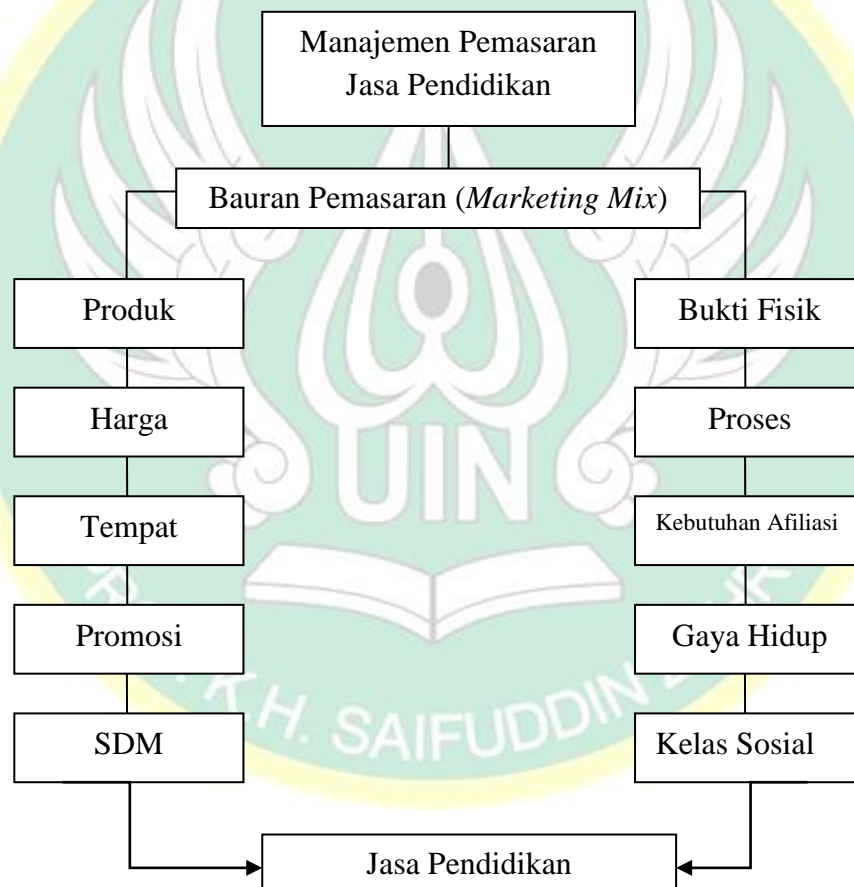 Manajemen Pemasaran
Jasa Pendidikan
Bauran Pemasaran (Marketing Mix)
Produk
Bukti Fisik
Harga
Proses
UIN
Tempat
Kebutuhan Afiliasi
Promosi
Gaya Hidup
SDM
Kelas Sosial
K.H. SAIFUDDIN
Jasa Pendidikan